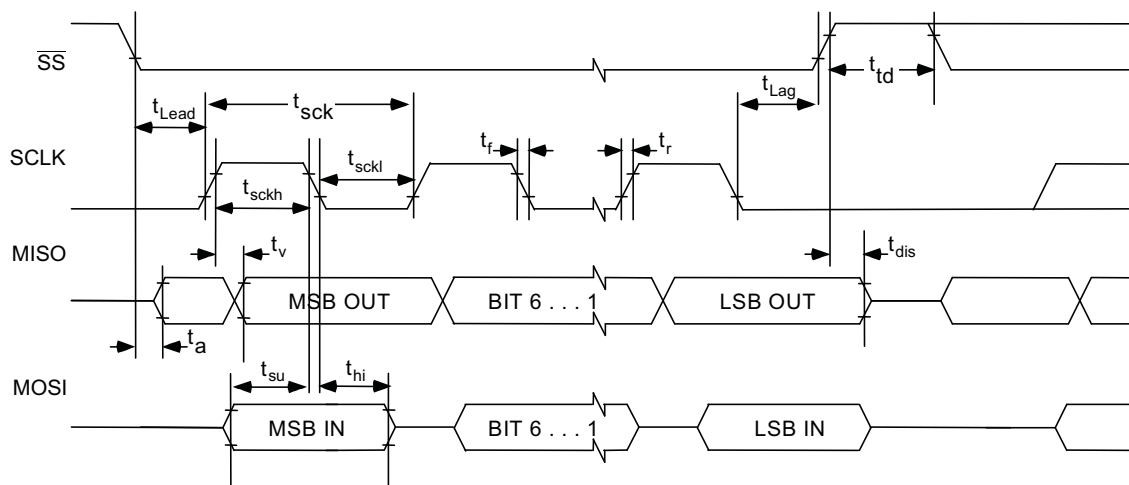 SS
t_td
t_Lag
t_Lead
t_sck
SCLK
t_f
t_r
t_sckl
t_sckh
MISO
t_v
t_dis
MSB OUT
BIT 6 . . . 1
LSB OUT
t_a
MOSI
t_su
t_hi
MSB IN
BIT 6 . . . 1
LSB IN